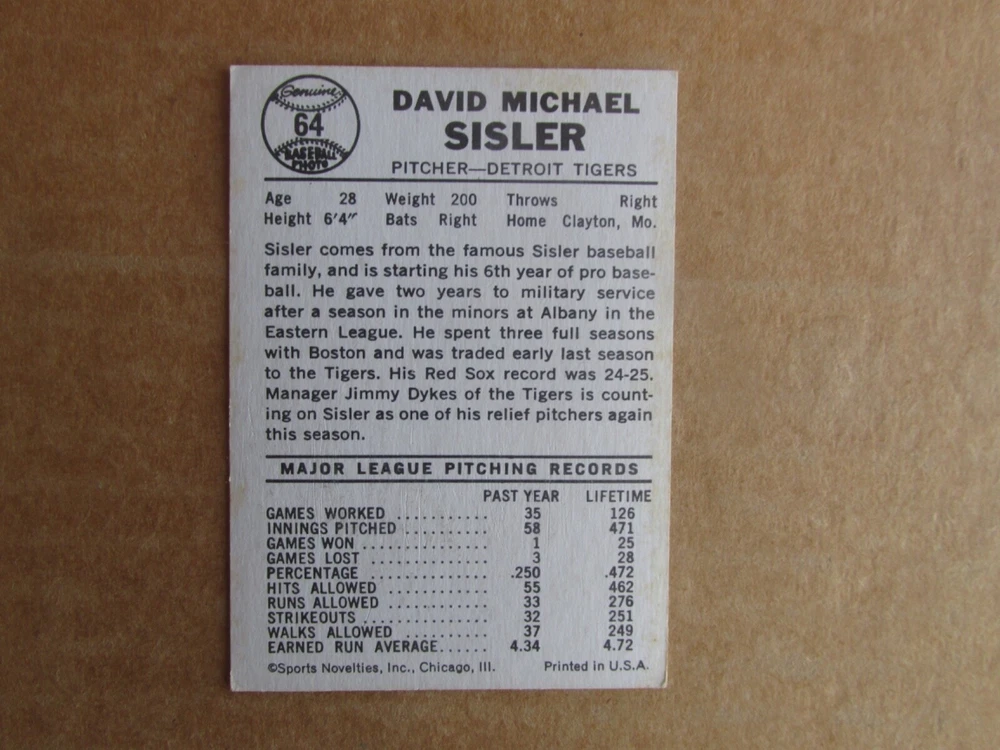 Genuine
64
BASEBALL
PHOTO
DAVID MICHAEL
SISLER
PITCHER—DETROIT TIGERS
Age 28 Weight 200 Throws Right
Height 6'4" Bats Right Home Clayton, Mo.
Sisler comes from the famous Sisler baseball
family, and is starting his 6th year of pro base-
ball. He gave two years to military service
after a season in the minors at Albany in the
Eastern League. He spent three full seasons
with Boston and was traded early last season
to the Tigers. His Red Sox record was 24-25.
Manager Jimmy Dykes of the Tigers is count-
ing on Sisler as one of his relief pitchers again
this season.
MAJOR LEAGUE PITCHING RECORDS
PAST YEAR LIFETIME
GAMES WORKED ........... 35 126
INNINGS PITCHED .......... 58 471
GAMES WON ............... 1 25
GAMES LOST .............. 3 28
PERCENTAGE .............. .250 .472
HITS ALLOWED ............ 55 462
RUNS ALLOWED ............ 33 276
STRIKEOUTS ............... 32 251
WALKS ALLOWED .......... 37 249
EARNED RUN AVERAGE...... 4.34 4.72
©Sports Novelties, Inc., Chicago, Ill. Printed in U.S.A.